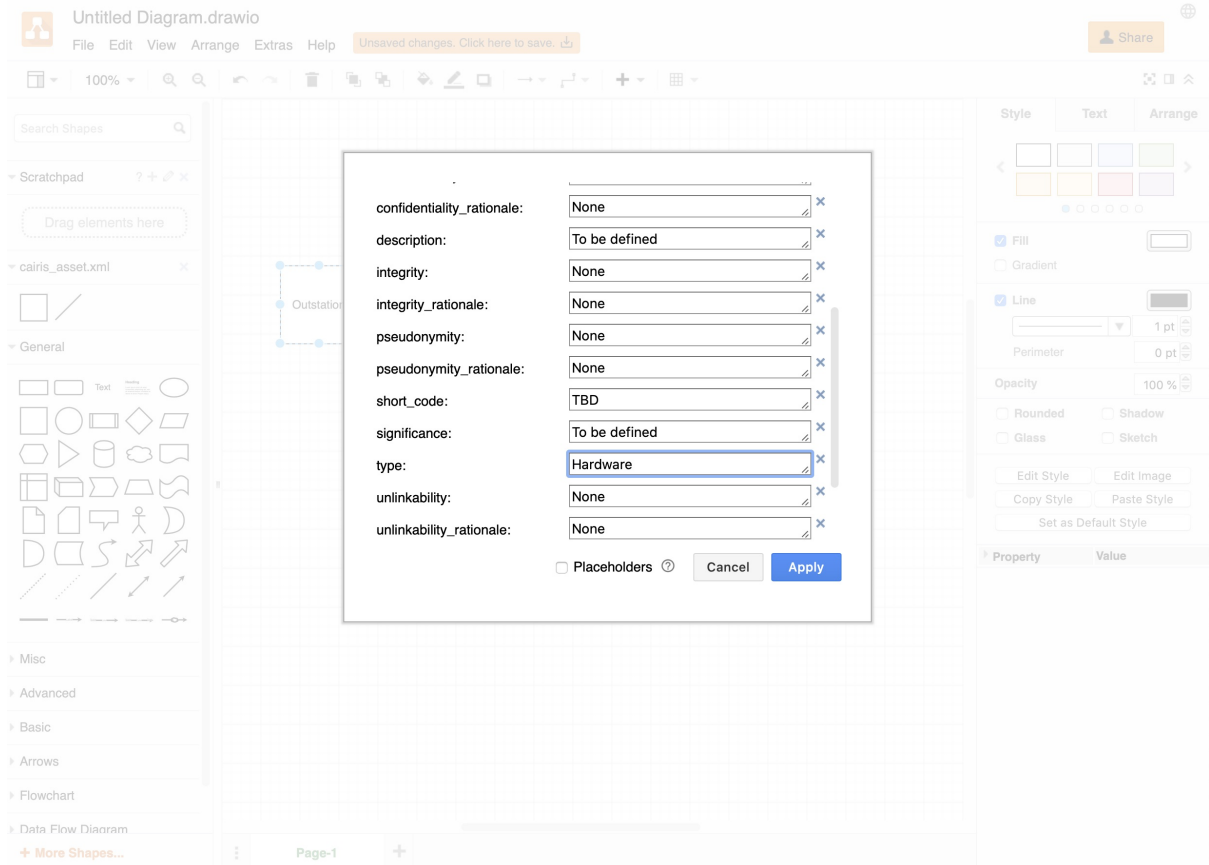 Untitled Diagram.drawio
File Edit View Arrange Extras Help Unsaved changes. Click here to save.
Share
100%
Search Shapes
Scratchpad
Drag elements here
cairis_asset.xml
General
Text
Heading
Misc
Advanced
Basic
Arrows
Flowchart
Data Flow Diagram
+ More Shapes...
Outstation
confidentiality_rationale: None
description: To be defined
integrity: None
integrity_rationale: None
pseudonymity: None
pseudonymity_rationale: None
short_code: TBD
significance: To be defined
type: Hardware
unlinkability: None
unlinkability_rationale: None
Placeholders ? Cancel Apply
Page-1
Style Text Arrange
Fill
Gradient
Line
1 pt
Perimeter 0 pt
Opacity 100 %
Rounded Shadow
Glass Sketch
Edit Style Edit Image
Copy Style Paste Style
Set as Default Style
Property Value